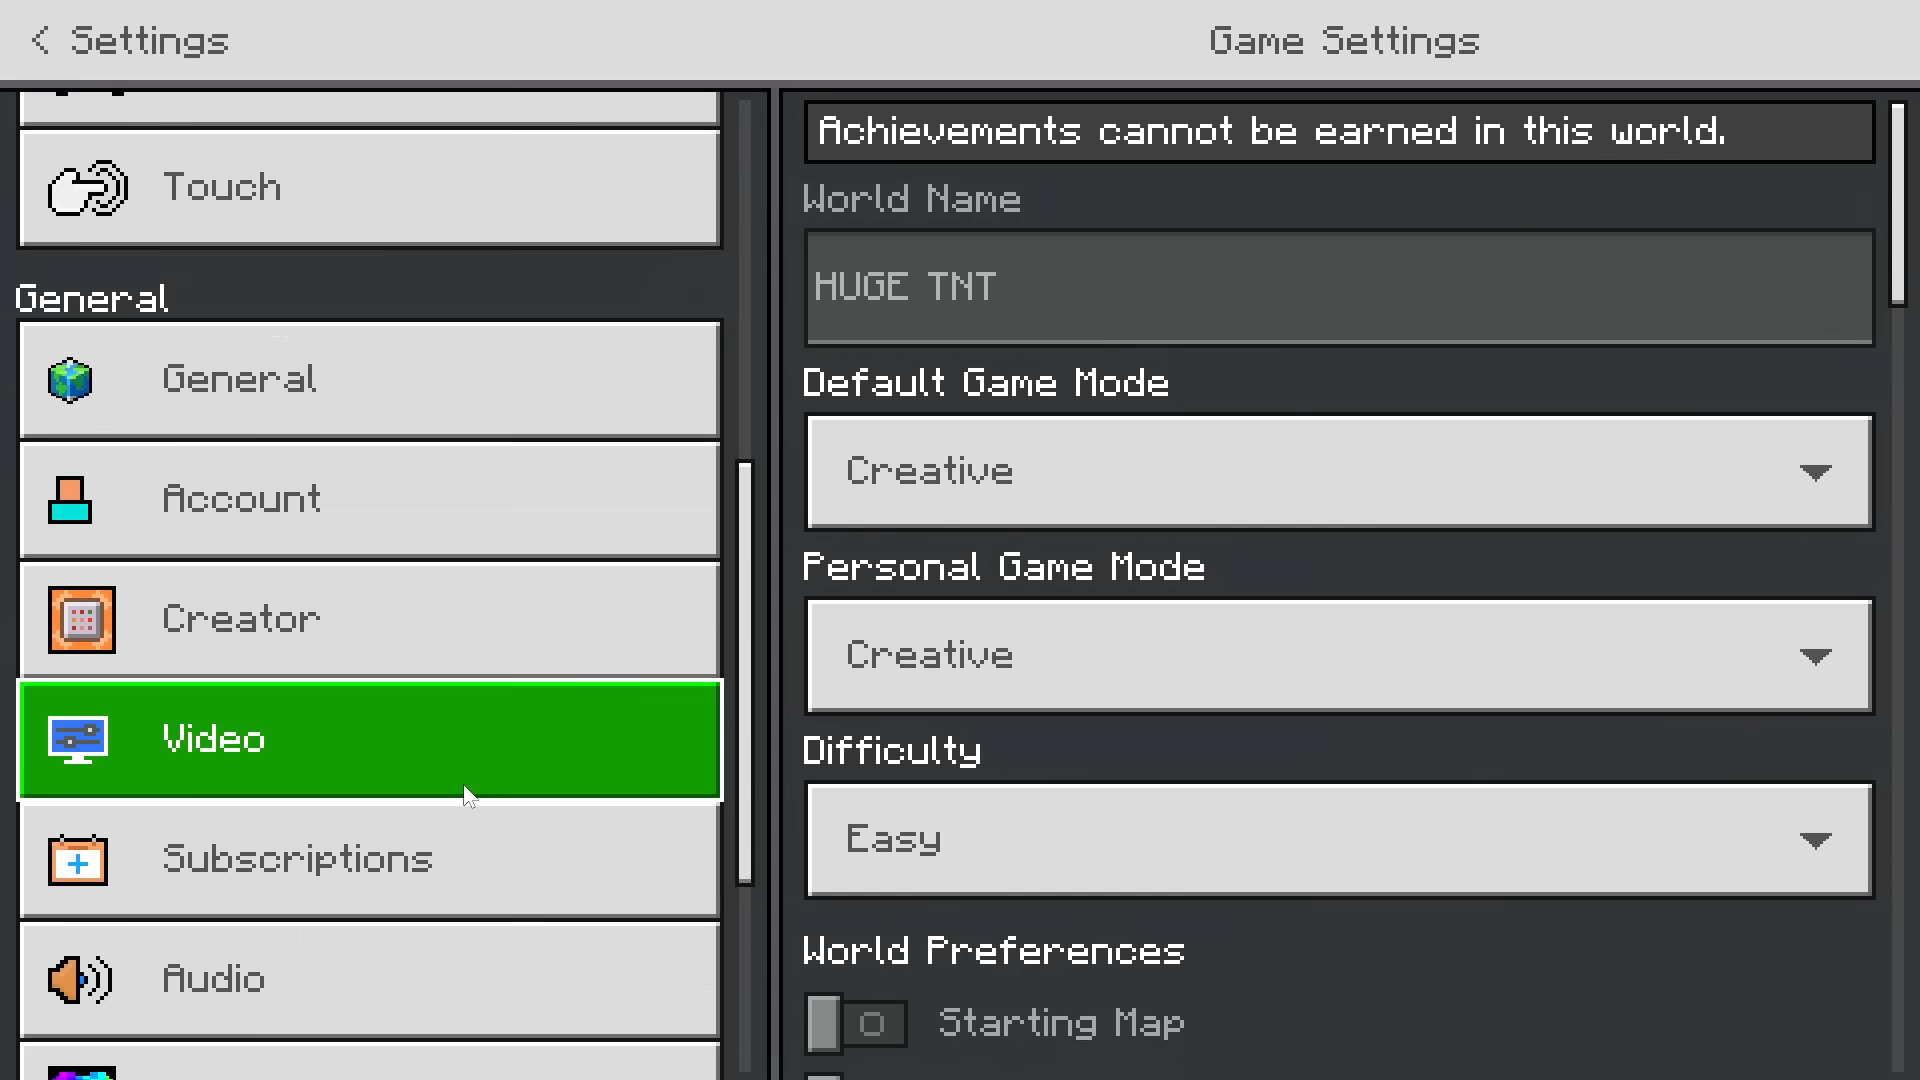 Settings
Game Settings
Touch
General
General
Account
Creator
Video
Subscriptions
Audio
Achievements cannot be earned in this world.
World Name
HUGE TNT
Default Game Mode
Creative
Personal Game Mode
Creative
Difficulty
Easy
World Preferences
Starting Map